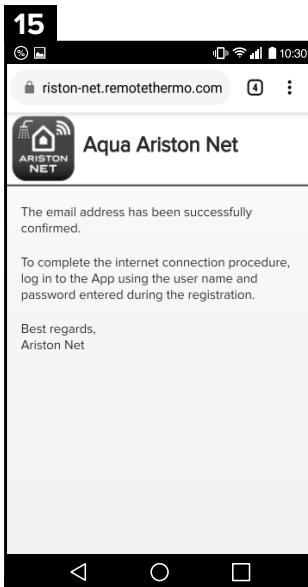 15
10:30
riston-net.remotethermo.com
4
ARISTON
NET
Aqua Ariston Net
The email address has been successfully
confirmed.
To complete the internet connection procedure,
log in to the App using the user name and
password entered during the registration.
Best regards,
Ariston Net